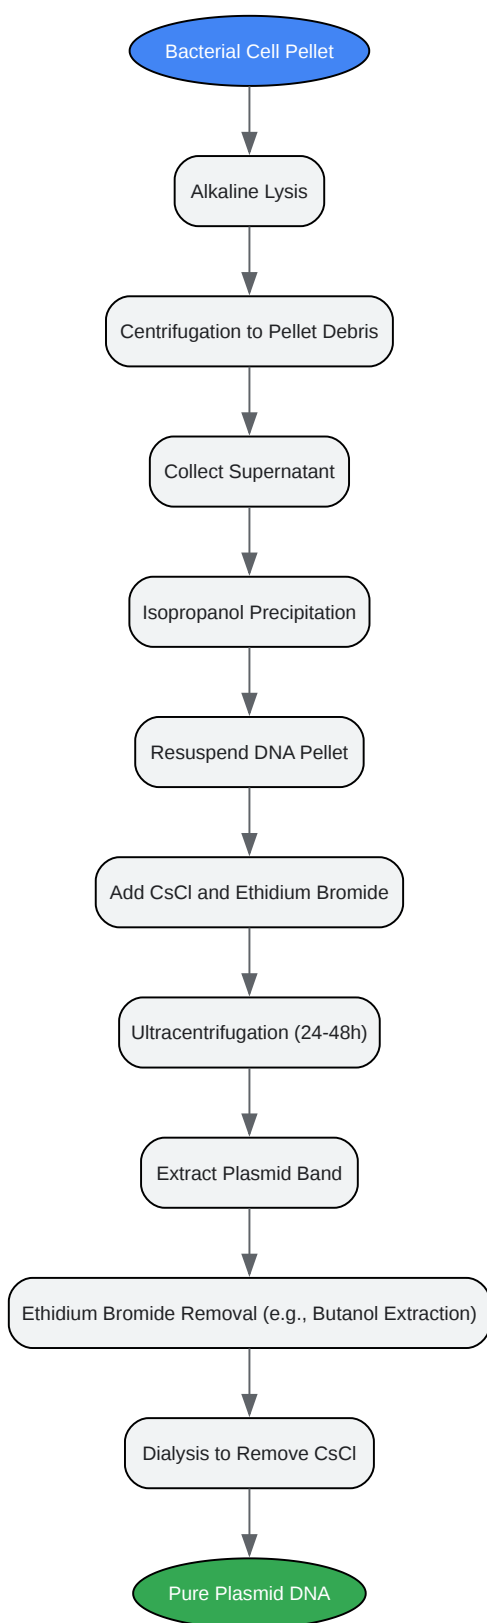 Bacterial Cell Pellet
Alkaline Lysis
Centrifugation to Pellet Debris
Collect Supernatant
Isopropanol Precipitation
Resuspend DNA Pellet
Add CsCl and Ethidium Bromide
Ultracentrifugation (24-48h)
Extract Plasmid Band
Ethidium Bromide Removal (e.g., Butanol Extraction)
Dialysis to Remove CsCl
Pure Plasmid DNA